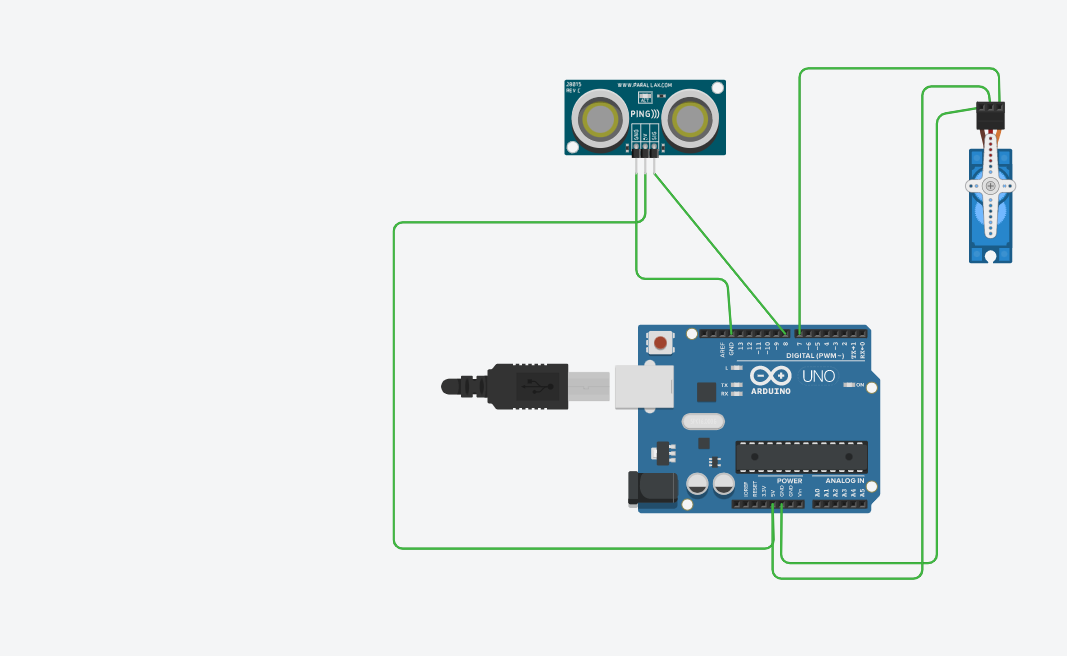 28015
REV C
WWW.PARALLAX.COM
PING)))
GND
5V
SIG
AREF
GND
13
12
~11
~10
~9
8
7
~6
~5
4
~3
2
TX→1
RX←0
DIGITAL (PWM~)
L
TX
RX
UNO
ON
ARDUINO
POWER
ANALOG IN
IOREF
RESET
3.3V
5V
GND
GND
Vin
A0
A1
A2
A3
A4
A5